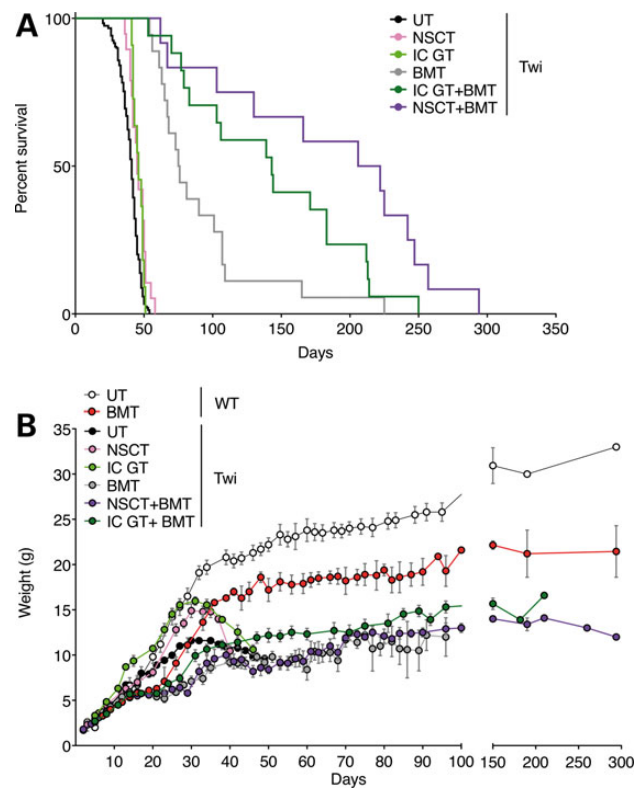 A
Percent survival
100
50
0
0 50 100 150 200 250 300 350
Days
UT
NSCT
IC GT
BMT
IC GT+BMT
NSCT+BMT
Twi
B
UT
BMT
WT
UT
NSCT
IC GT
BMT
NSCT+BMT
IC GT+ BMT
Twi
Weight (g)
35
30
25
20
15
10
5
0
10 20 30 40 50 60 70 80 90 100 150 200 250 300
Days